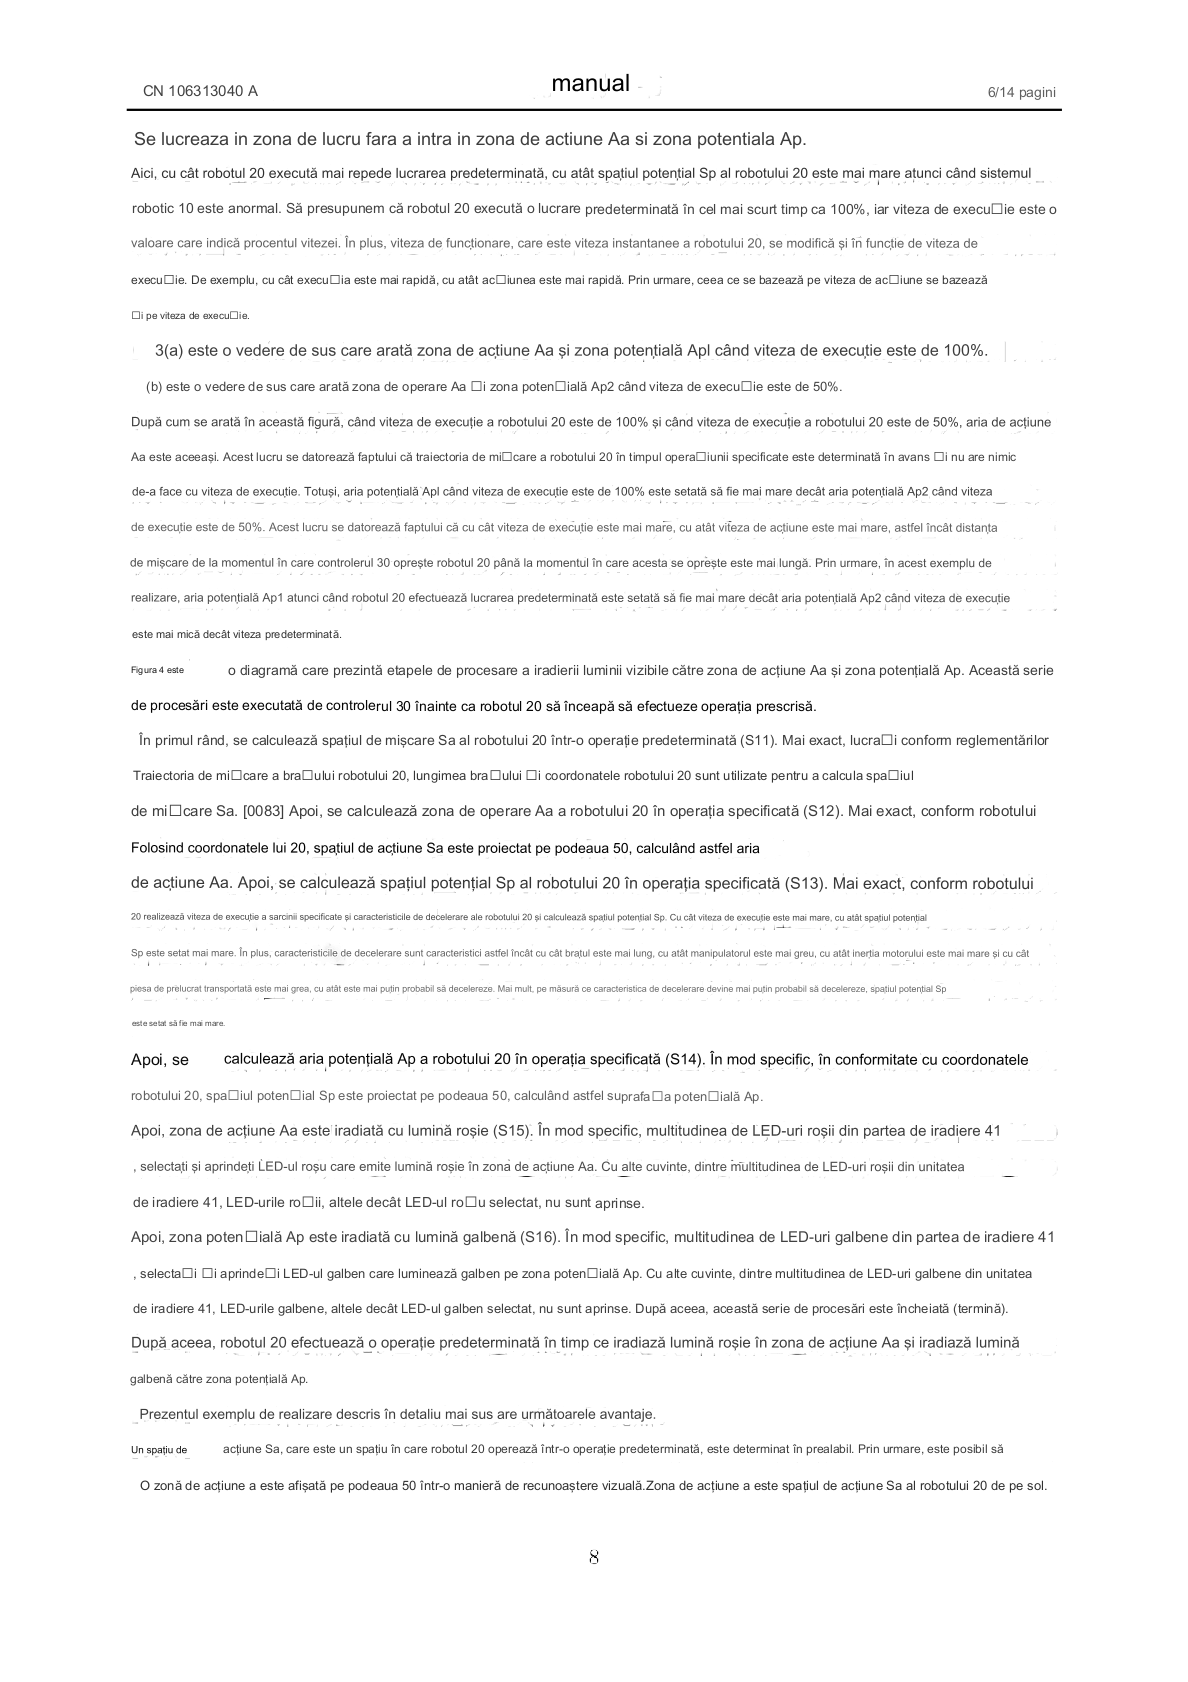 CN 106313040 A
manual
6/14 pagini
Se lucreaza in zona de lucru fara a intra in zona de actiune Aa si zona potentiala Ap.
Aici, cu cât robotul 20 execută mai repede lucrarea predeterminată, cu atât spațiul potențial Sp al robotului 20 este mai mare atunci când sistemul
robotic 10 este anormal. Să presupunem că robotul 20 execută o lucrare predeterminată în cel mai scurt timp ca 100%, iar viteza de execu□ie este o
valoare care indică procentul vitezei. În plus, viteza de funcționare, care este viteza instantanee a robotului 20, se modifică și în funcție de viteza de
execu□ie. De exemplu, cu cât execu□ia este mai rapidă, cu atât ac□iunea este mai rapidă. Prin urmare, ceea ce se bazează pe viteza de ac□iune se bazează
□i pe viteza de execu□ie.
3(a) este o vedere de sus care arată zona de acțiune Aa și zona potențială Apl când viteza de execuție este de 100%.
(b) este o vedere de sus care arată zona de operare Aa □i zona poten□ială Ap2 când viteza de execu□ie este de 50%.
După cum se arată în această figură, când viteza de execuție a robotului 20 este de 100% și când viteza de execuție a robotului 20 este de 50%, aria de acțiune
Aa este aceeași. Acest lucru se datorează faptului că traiectoria de mi□care a robotului 20 în timpul opera□iunii specificate este determinată în avans □i nu are nimic
de-a face cu viteza de execuție. Totuși, aria potențială Apl când viteza de execuție este de 100% este setată să fie mai mare decât aria potențială Ap2 când viteza
de execuție este de 50%. Acest lucru se datorează faptului că cu cât viteza de execuție este mai mare, cu atât viteza de acțiune este mai mare, astfel încât distanța
de mișcare de la momentul în care controlerul 30 oprește robotul 20 până la momentul în care acesta se oprește este mai lungă. Prin urmare, în acest exemplu de
realizare, aria potențială Ap1 atunci când robotul 20 efectuează lucrarea predeterminată este setată să fie mai mare decât aria potențială Ap2 când viteza de execuție
este mai mică decât viteza predeterminată.
Figura 4 este o diagramă care prezintă etapele de procesare a iradierii luminii vizibile către zona de acțiune Aa și zona potențială Ap. Această serie
de procesări este executată de controlerul 30 înainte ca robotul 20 să înceapă să efectueze operația prescrisă.
În primul rând, se calculează spațiul de mișcare Sa al robotului 20 într-o operație predeterminată (S11). Mai exact, lucra□i conform reglementărilor
Traiectoria de mi□care a bra□ului robotului 20, lungimea bra□ului □i coordonatele robotului 20 sunt utilizate pentru a calcula spa□iul
de mi□care Sa. [0083] Apoi, se calculează zona de operare Aa a robotului 20 în operația specificată (S12). Mai exact, conform robotului
Folosind coordonatele lui 20, spațiul de acțiune Sa este proiectat pe podeaua 50, calculând astfel aria
de acțiune Aa. Apoi, se calculează spațiul potențial Sp al robotului 20 în operația specificată (S13). Mai exact, conform robotului
20 realizează viteza de execuție a sarcinii specificate și caracteristicile de decelerare ale robotului 20 și calculează spațiul potențial Sp. Cu cât viteza de execuție este mai mare, cu atât spațiul potențial
Sp este setat mai mare. În plus, caracteristicile de decelerare sunt caracteristici astfel încât cu cât brațul este mai lung, cu atât manipulatorul este mai greu, cu atât inerția motorului este mai mare și cu cât
piesa de prelucrat transportată este mai grea, cu atât este mai puțin probabil să decelereze. Mai mult, pe măsură ce caracteristica de decelerare devine mai puțin probabil să decelereze, spațiul potențial Sp
este setat să fie mai mare.
Apoi, se calculează aria potențială Ap a robotului 20 în operația specificată (S14). În mod specific, în conformitate cu coordonatele
robotului 20, spa□iul poten□ial Sp este proiectat pe podeaua 50, calculând astfel suprafa□a poten□ială Ap.
Apoi, zona de acțiune Aa este iradiată cu lumină roșie (S15). În mod specific, multitudinea de LED-uri roșii din partea de iradiere 41
, selectați și aprindeți LED-ul roșu care emite lumină roșie în zona de acțiune Aa. Cu alte cuvinte, dintre multitudinea de LED-uri roșii din unitatea
de iradiere 41, LED-urile ro□ii, altele decât LED-ul ro□u selectat, nu sunt aprinse.
Apoi, zona poten□ială Ap este iradiată cu lumină galbenă (S16). În mod specific, multitudinea de LED-uri galbene din partea de iradiere 41
, selecta□i □i aprinde□i LED-ul galben care luminează galben pe zona poten□ială Ap. Cu alte cuvinte, dintre multitudinea de LED-uri galbene din unitatea
de iradiere 41, LED-urile galbene, altele decât LED-ul galben selectat, nu sunt aprinse. După aceea, această serie de procesări este încheiată (termină).
După aceea, robotul 20 efectuează o operație predeterminată în timp ce iradiază lumină roșie în zona de acțiune Aa și iradiază lumină
galbenă către zona potențială Ap.
Prezentul exemplu de realizare descris în detaliu mai sus are următoarele avantaje.
Un spațiu de acțiune Sa, care este un spațiu în care robotul 20 operează într-o operație predeterminată, este determinat în prealabil. Prin urmare, este posibil să
O zonă de acțiune a este afișată pe podeaua 50 într-o manieră de recunoaștere vizuală.Zona de acțiune a este spațiul de acțiune Sa al robotului 20 de pe sol.
8